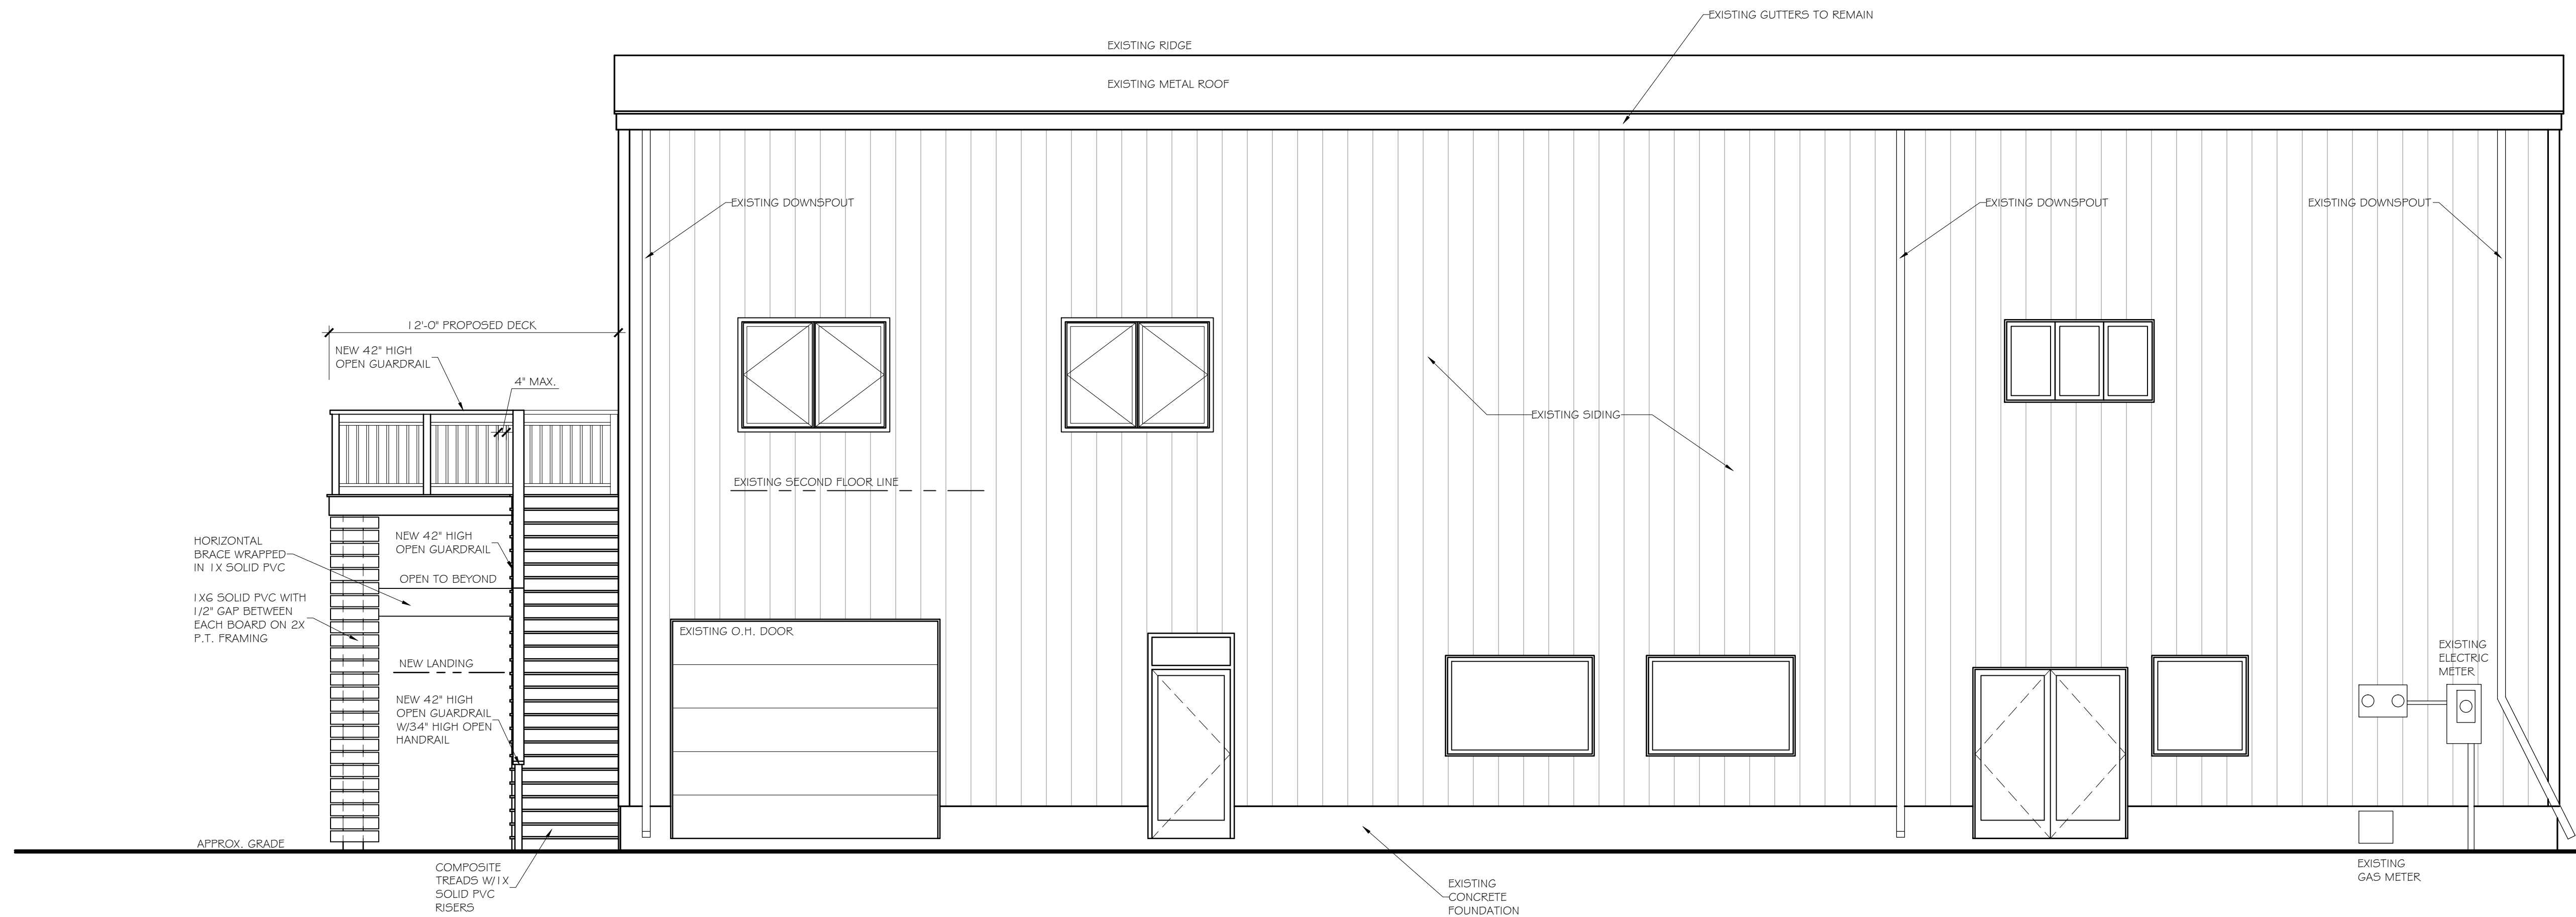 EXISTING GUTTERS TO REMAIN
EXISTING RIDGE
EXISTING METAL ROOF
EXISTING DOWNSPOUT
EXISTING DOWNSPOUT
EXISTING DOWNSPOUT
12'-0" PROPOSED DECK
NEW 42" HIGH
OPEN GUARDRAIL
4" MAX.
EXISTING SIDING
EXISTING SECOND FLOOR LINE
HORIZONTAL
BRACE WRAPPED
IN 1X SOLID PVC
NEW 42" HIGH
OPEN GUARDRAIL
OPEN TO BEYOND
1X6 SOLID PVC WITH
1/2" GAP BETWEEN
EACH BOARD ON 2X
P.T. FRAMING
EXISTING O.H. DOOR
NEW LANDING
EXISTING
ELECTRIC
METER
NEW 42" HIGH
OPEN GUARDRAIL
W/34" HIGH OPEN
HANDRAIL
APPROX. GRADE
COMPOSITE
TREADS W/1X
SOLID PVC
RISERS
EXISTING
CONCRETE
FOUNDATION
EXISTING
GAS METER